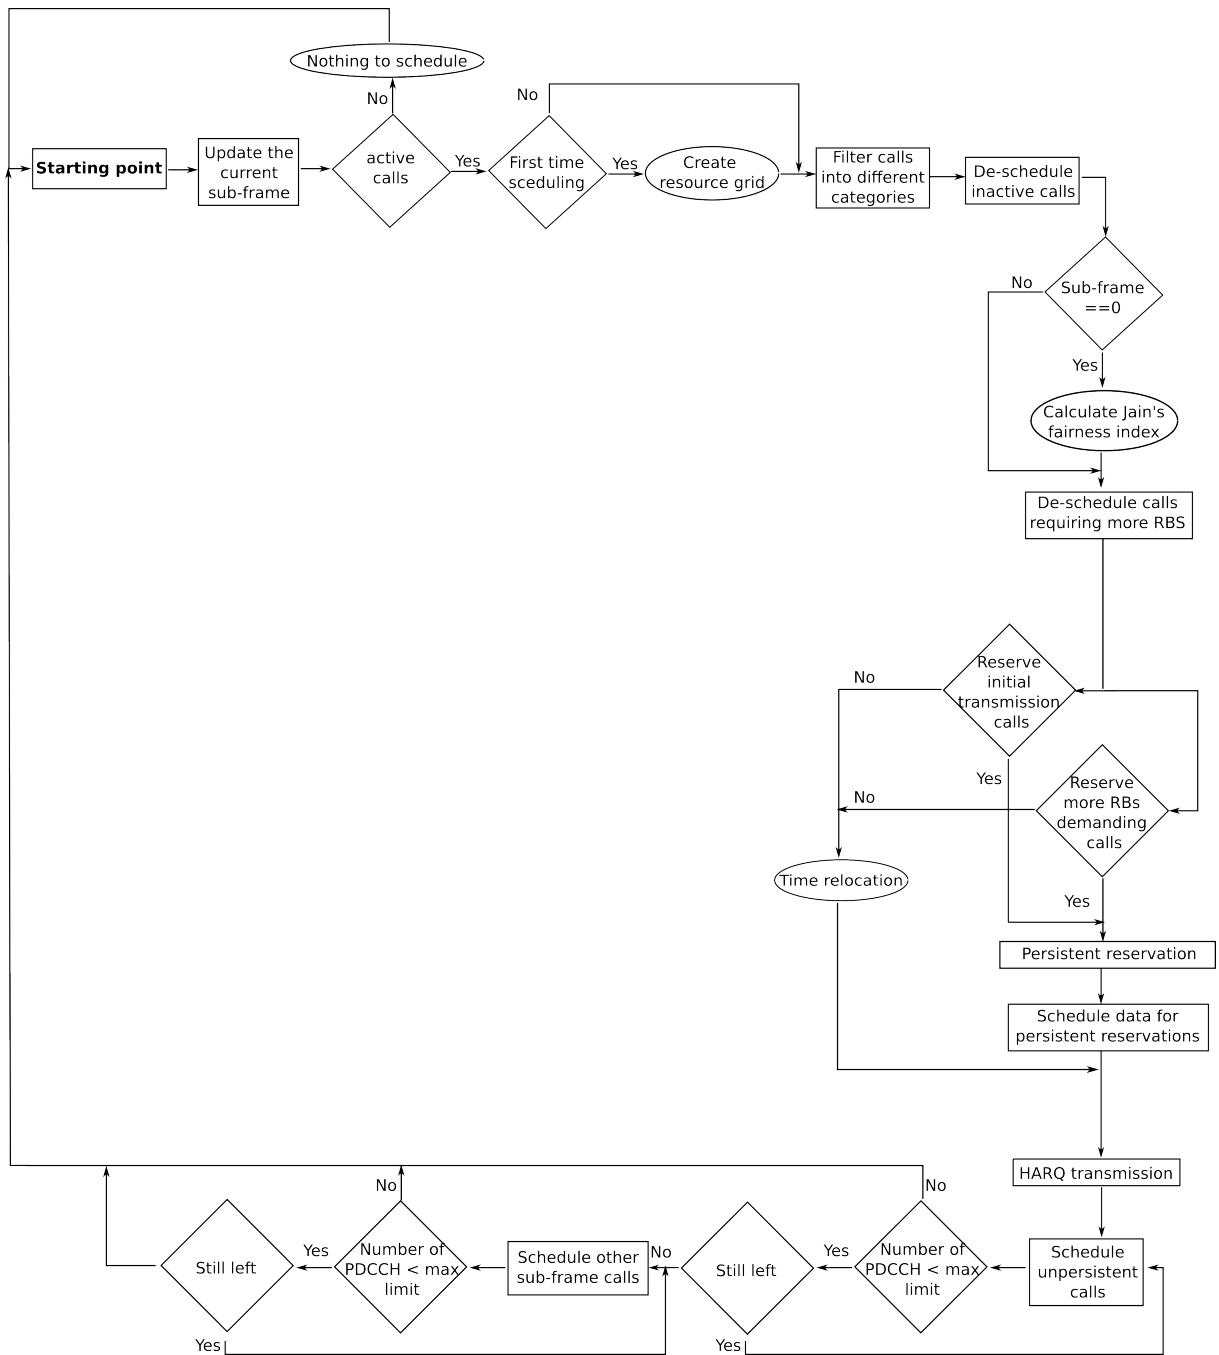 Nothing to schedule
No
Starting point
Update the
current
sub-frame
active
calls
Yes
No
First time
sceduling
Yes
Create
resource grid
Filter calls
into different
categories
De-schedule
inactive calls
No
Sub-frame
==0
Yes
Calculate Jain's
fairness index
De-schedule calls
requiring more RBS
No
Reserve
initial
transmission
calls
Yes
No
Reserve
more RBs
demanding
calls
Time relocation
Yes
Persistent reservation
Schedule data for
persistent reservations
HARQ transmission
Schedule
unpersistent
calls
No
Number of
PDCCH < max
limit
Yes
Still left
Yes
No
Schedule other
sub-frame calls
No
Number of
PDCCH < max
limit
Yes
Still left
Yes